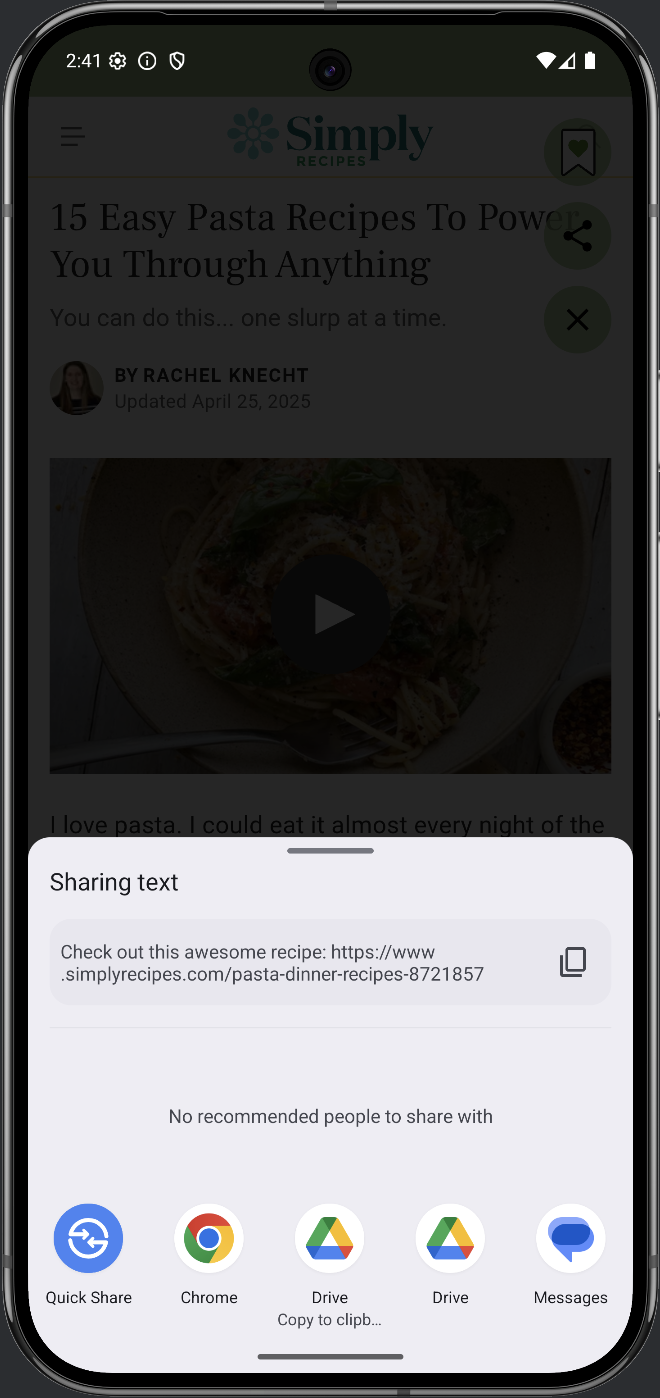 2:41
Simply
RECIPES
15 Easy Pasta Recipes To Power
You Through Anything
You can do this... one slurp at a time.
BY RACHEL KNECHT
Updated April 25, 2025
I love pasta. I could eat it almost every night of the
Sharing text
Check out this awesome recipe: https://www
.simplyrecipes.com/pasta-dinner-recipes-8721857
No recommended people to share with
Quick Share
Chrome
Drive
Copy to clipb...
Drive
Messages